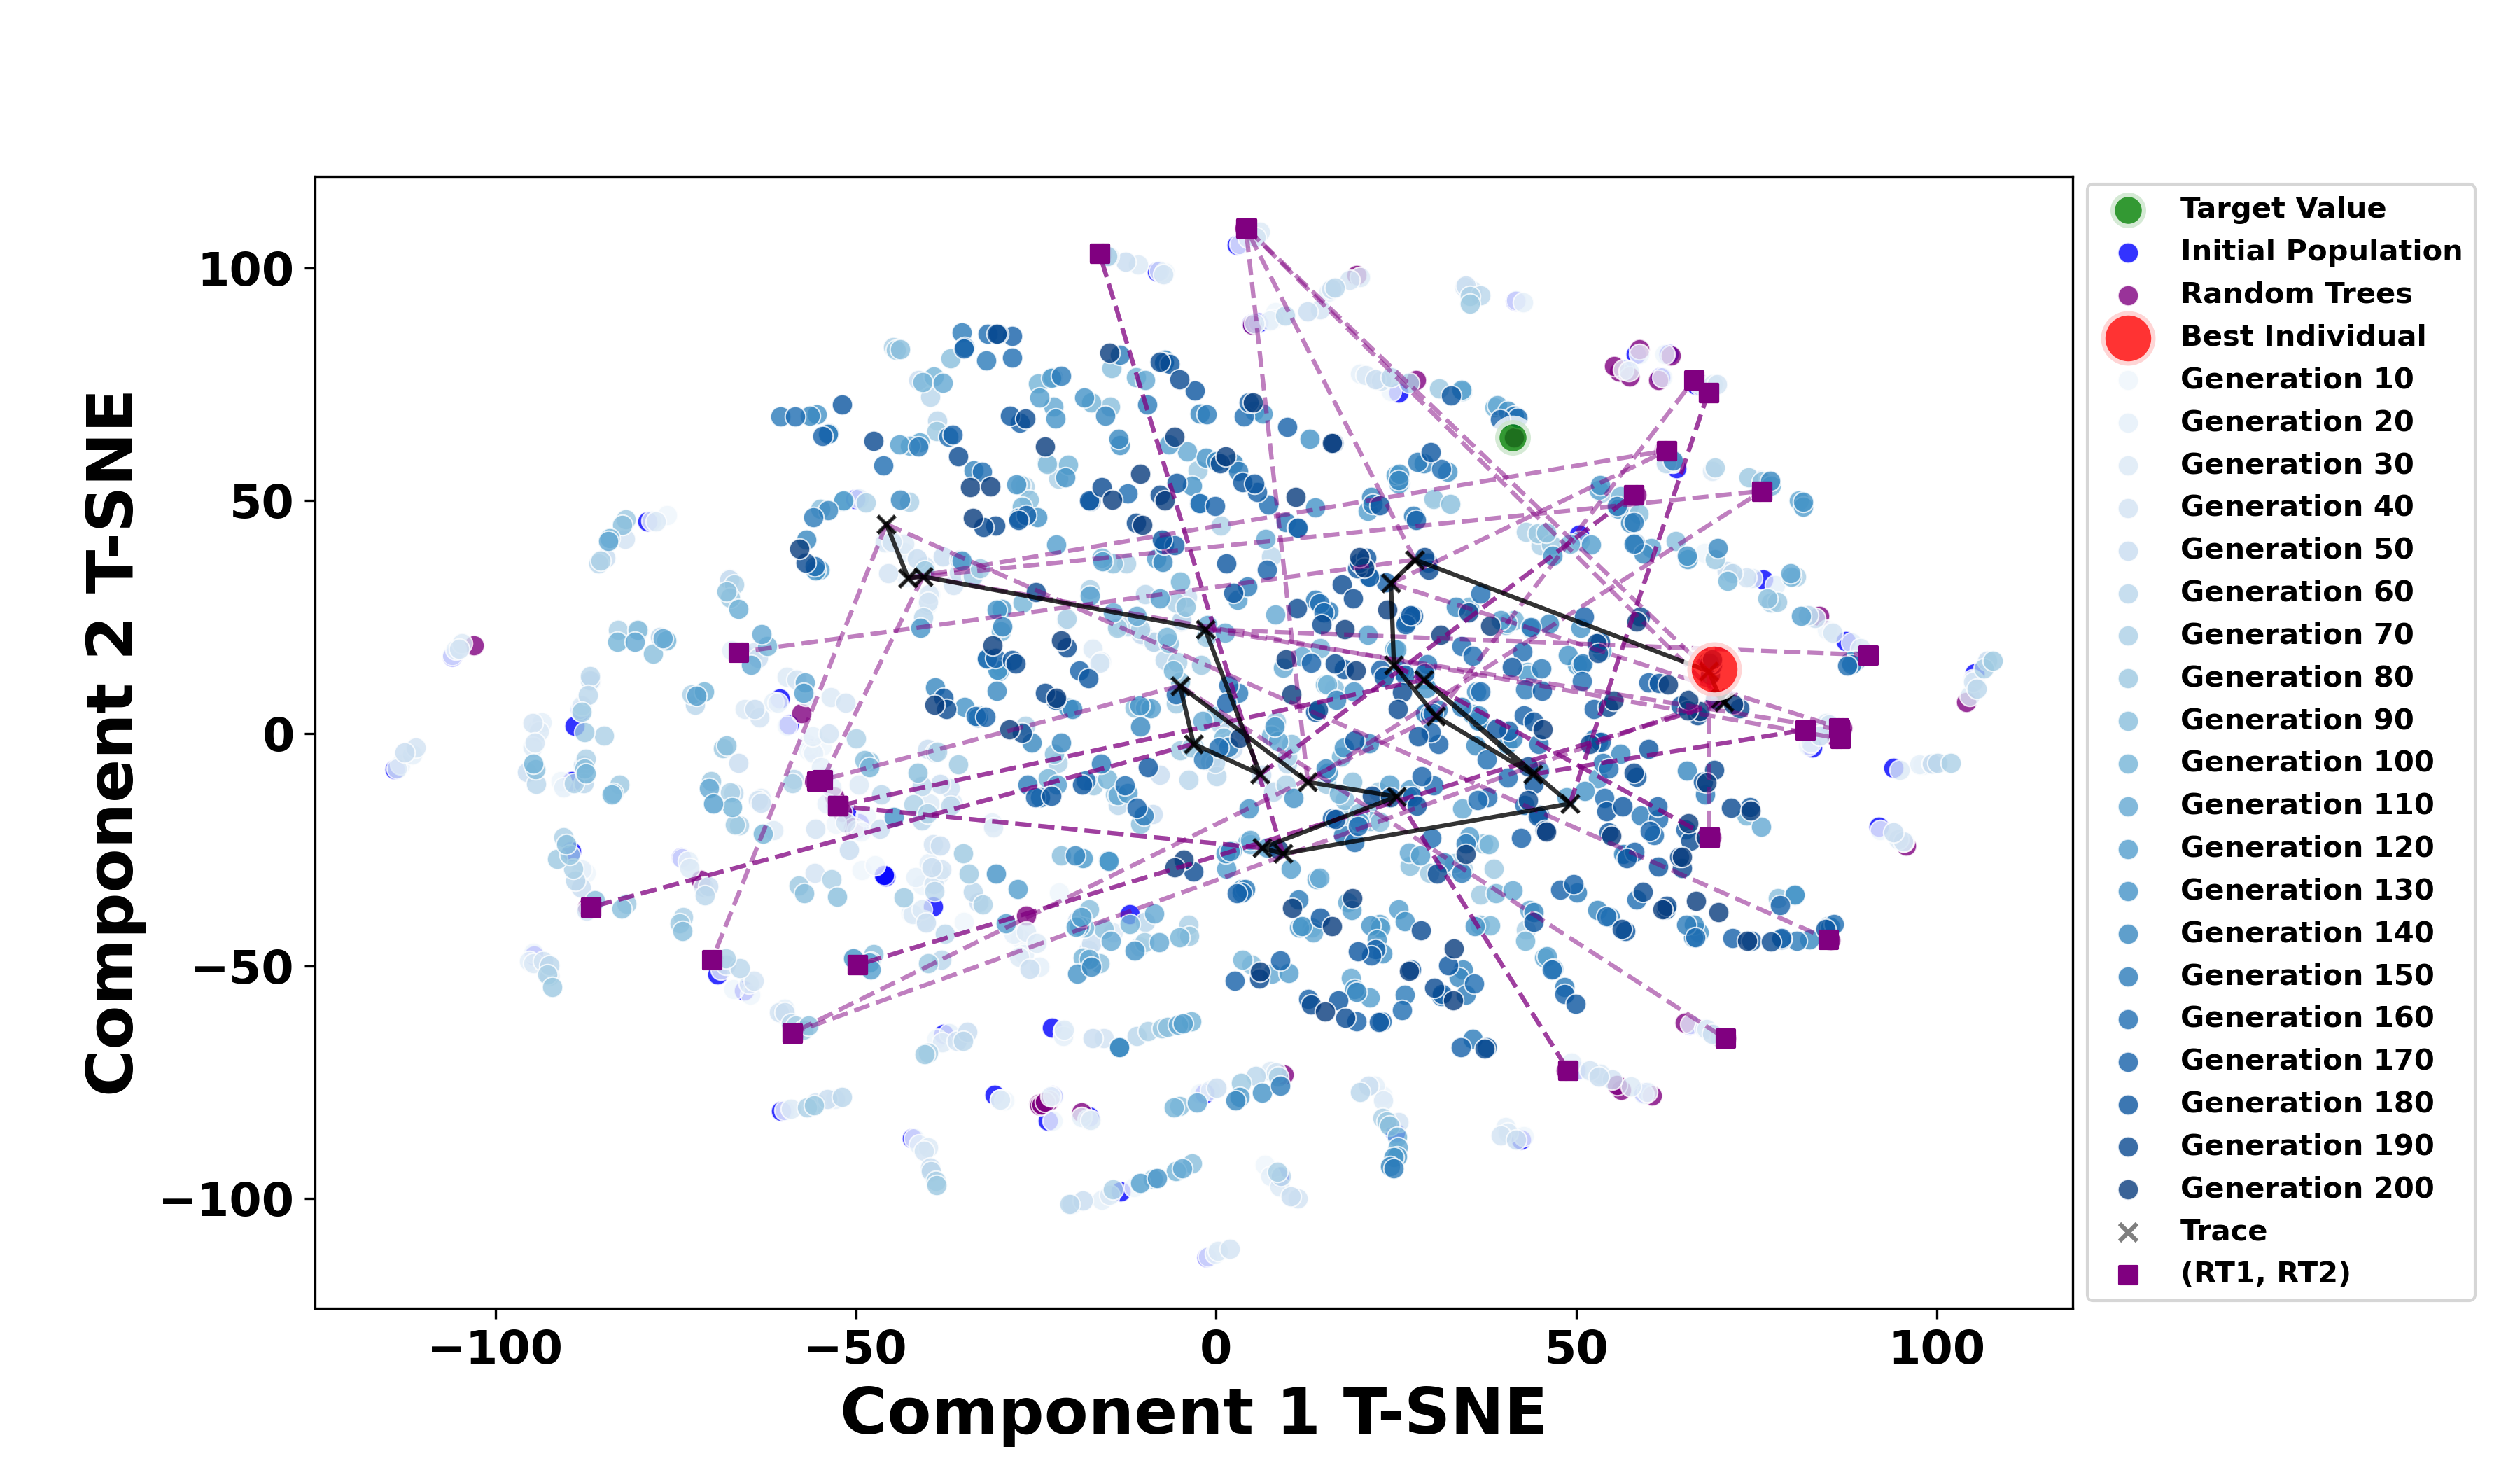 Component 2 T-SNE
100
50
0
−50
−100
−100
−50
0
50
100
Component 1 T-SNE
Target Value
Initial Population
Random Trees
Best Individual
Generation 10
Generation 20
Generation 30
Generation 40
Generation 50
Generation 60
Generation 70
Generation 80
Generation 90
Generation 100
Generation 110
Generation 120
Generation 130
Generation 140
Generation 150
Generation 160
Generation 170
Generation 180
Generation 190
Generation 200
Trace
(RT1, RT2)